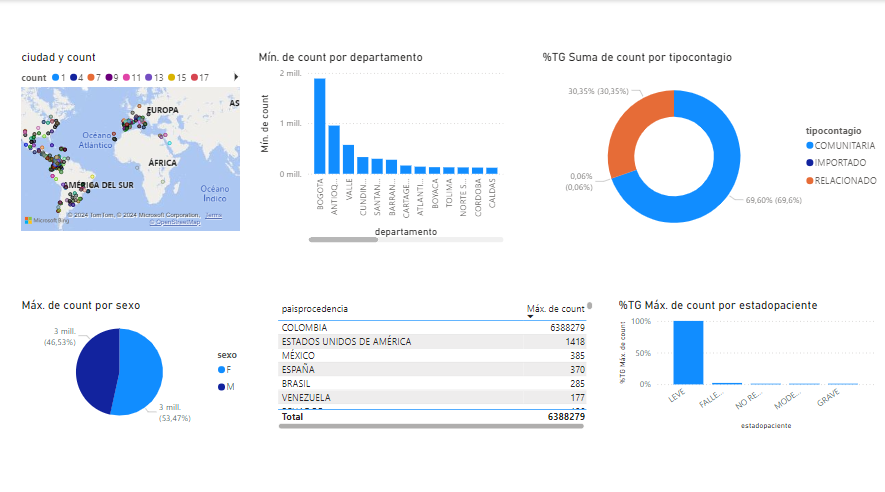 ciudad y count
count 1 4 7 9 11 13 15 17
EUROPA
AS
Océano
Atlántico
ÁFRICA
AMÉRICA DEL SUR
Océano
Índico
© 2024 TomTom, © 2024 Microsoft Corporation, Terms
© OpenStreetMap
Microsoft Bing
Mín. de count por departamento
Mín. de count
2 mill.
1 mill.
0 mill.
BOGOTA
ANTIOQ...
VALLE
CUNDIN...
SANTAN...
BARRAN...
CARTAGE...
ATLANTI...
BOYACA
TOLIMA
NORTE S...
CORDOBA
CALDAS
departamento
%TG Suma de count por tipocontagio
30,35% (30,35%)
0,06%
(0,06%)
69,60% (69,6%)
tipocontagio
COMUNITARIA
IMPORTADO
RELACIONADO
Máx. de count por sexo
3 mill.
(46,53%)
3 mill.
(53,47%)
sexo
F
M
paisprocedencia Máx. de count
COLOMBIA 6388279
ESTADOS UNIDOS DE AMÉRICA 1418
MÉXICO 385
ESPAÑA 370
BRASIL 285
VENEZUELA 177
Total 6388279
%TG Máx. de count por estadopaciente
%TG Máx. de count
100%
50%
0%
LEVE
FALLE...
NO RE...
MODE...
GRAVE
estadopaciente